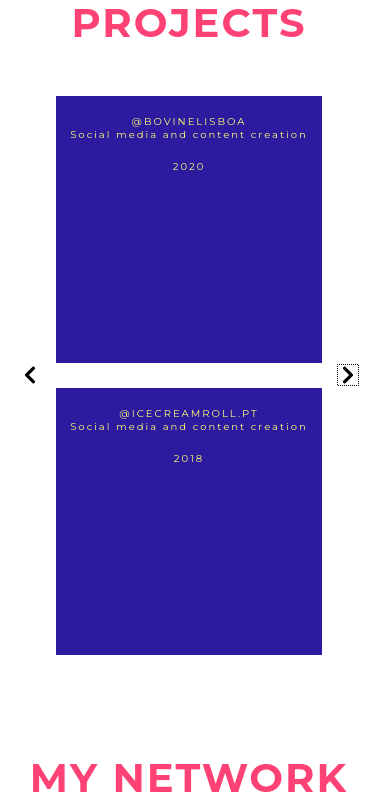 PROJECTS
@BOVINELISBOA
Social media and content creation
2020
@ICECREAMROLL.PT
Social media and content creation
2018
MY NETWORK